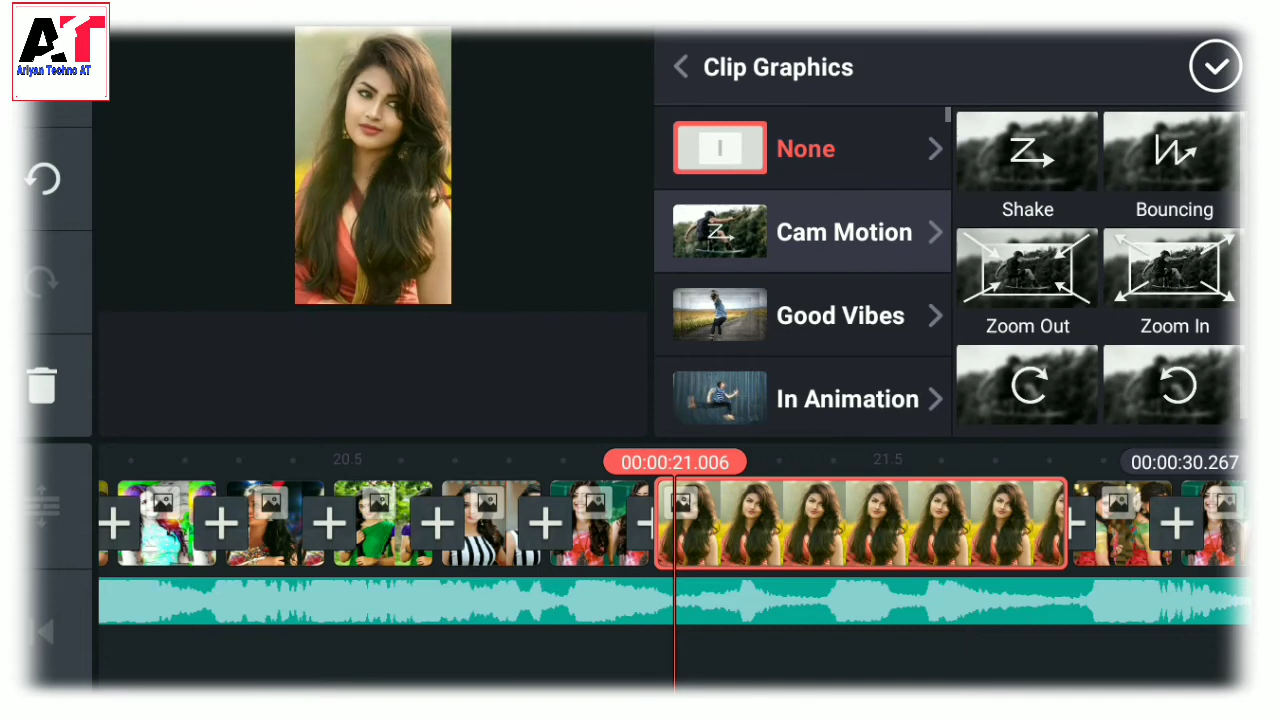 AT
Ariyan Techno AT
Clip Graphics
None
Cam Motion
Good Vibes
In Animation
Shake
Bouncing
Zoom Out
Zoom In
20.5
00:00:21.006
21.5
00:00:30.267